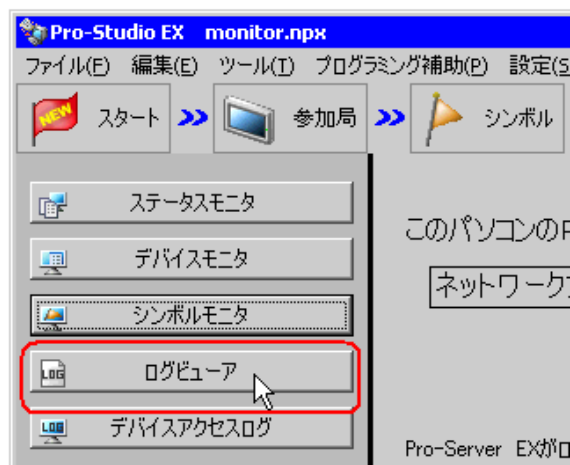 Pro-Studio EX monitor.npx
ファイル(F) 編集(E) ツール(T) プログラミング補助(P) 設定(S
NEW スタート 参加局 シンボル
ステータスモニタ
このパソコンのP
デバイスモニタ
ネットワーク
シンボルモニタ
LOG ログビューア
LOG デバイスアクセスログ
Pro-Server EXがロ